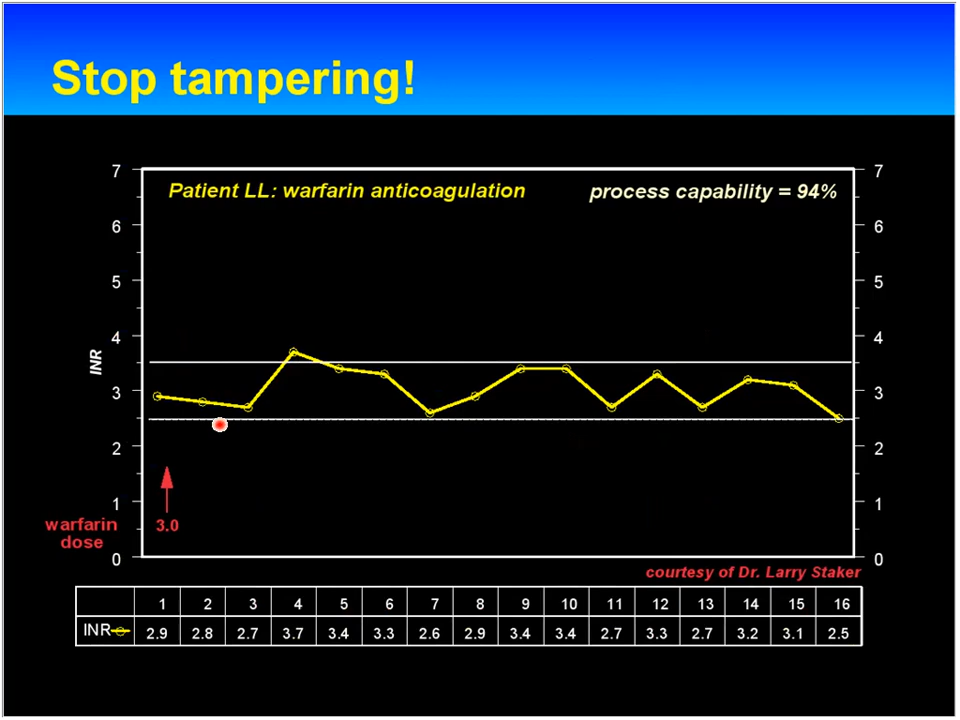 Stop tampering!
Patient LL: warfarin anticoagulation
process capability = 94%
7
6
5
4
3
2
1
0
INR
7
6
5
4
3
2
1
0
warfarin
dose
3.0
courtesy of Dr. Larry Staker
1 2 3 4 5 6 7 8 9 10 11 12 13 14 15 16
INR 2.9 2.8 2.7 3.7 3.4 3.3 2.6 2.9 3.4 3.4 2.7 3.3 2.7 3.2 3.1 2.5